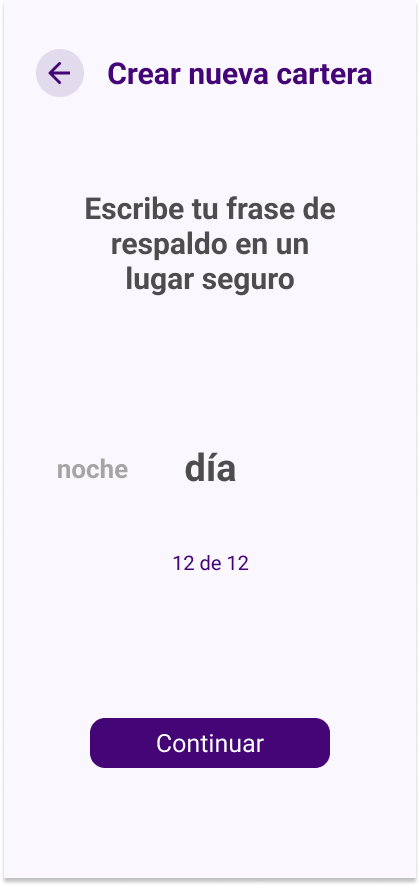 Crear nueva cartera
Escribe tu frase de
respaldo en un
lugar seguro
noche día
12 de 12
Continuar